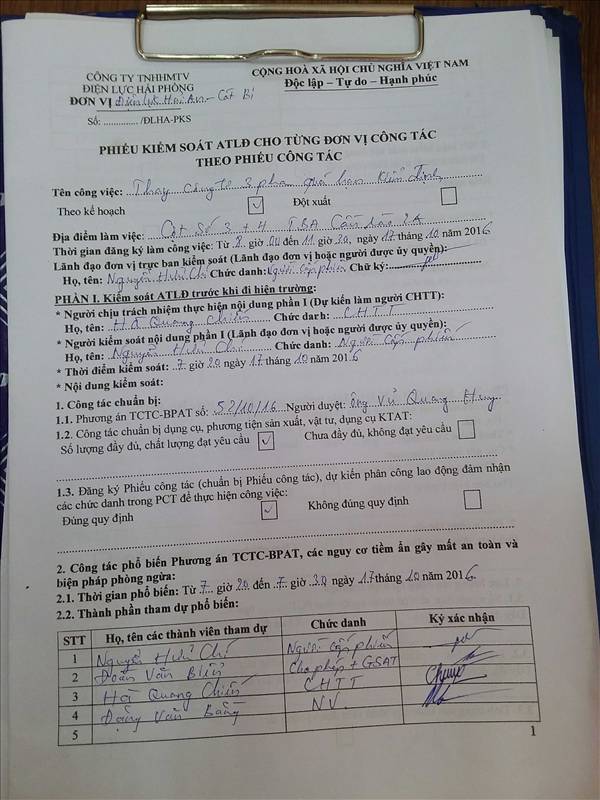 CÔNG TY TNHHMTV
ĐIỆN LỰC HẢI PHÒNG
ĐƠN VỊ Điện lực Hải An - Cát Bi
Số: .............. /ĐLHA-PKS
CỘNG HOÀ XÃ HỘI CHỦ NGHĨA VIỆT NAM
Độc lập – Tự do – Hạnh phúc
PHIẾU KIỂM SOÁT ATLĐ CHO TỪNG ĐƠN VỊ CÔNG TÁC
THEO PHIẾU CÔNG TÁC
Tên công việc: Thay công tơ 3 pha quá hạn kiểm định
Theo kế hoạch ✓ Đột xuất
Địa điểm làm việc: Cột Số 3 + 4 TBA 2A
Thời gian đăng ký làm công việc: Từ 8 giờ 00 đến 11 giờ 30, ngày 17 tháng 10 năm 2016
Lãnh đạo đơn vị trực ban kiểm soát (Lãnh đạo đơn vị hoặc người được ủy quyền):
Họ, tên: Nguyễn Hữu Chí Chức danh: Người cấp phiếu Chữ ký:
PHẦN I. Kiểm soát ATLĐ trước khi đi hiện trường:
* Người chịu trách nhiệm thực hiện nội dung phần I (Dự kiến làm người CHTT):
Họ, tên: Hà Quang Chiến Chức danh: CHTT
* Người kiểm soát nội dung phần I (Lãnh đạo đơn vị hoặc người được ủy quyền):
Họ, tên: Nguyễn Hữu Chí Chức danh: Người cấp phiếu
* Thời điểm kiểm soát: 7 giờ 20 ngày 17 tháng 10 năm 2016
* Nội dung kiểm soát:
1. Công tác chuẩn bị:
1.1. Phương án TCTC-BPAT số: 52/10/16 Người duyệt: ông Vũ Quang Hưng
1.2. Công tác chuẩn bị dụng cụ, phương tiện sản xuất, vật tư, dụng cụ KTAT:
Số lượng đầy đủ, chất lượng đạt yêu cầu ✓ Chưa đầy đủ, không đạt yêu cầu
1.3. Đăng ký Phiếu công tác (chuẩn bị Phiếu công tác), dự kiến phân công lao động đảm nhận
các chức danh trong PCT để thực hiện công việc:
Đúng quy định ✓ Không đúng quy định
2. Công tác phổ biến Phương án TCTC-BPAT, các nguy cơ tiềm ẩn gây mất an toàn và
biện pháp phòng ngừa:
2.1. Thời gian phổ biến: Từ 7 giờ 20 đến 7 giờ 30 ngày 17 tháng 10 năm 2016
2.2. Thành phần tham dự phổ biến:
STT Họ, tên các thành viên tham dự Chức danh Ký xác nhận
1 Nguyễn Hữu Chí Người cấp phiếu
2 Đoàn Văn Biên Cho phép + GSAT
3 Hà Quang Chiến CHTT
4 Đặng Văn Bằng NV.
5
1